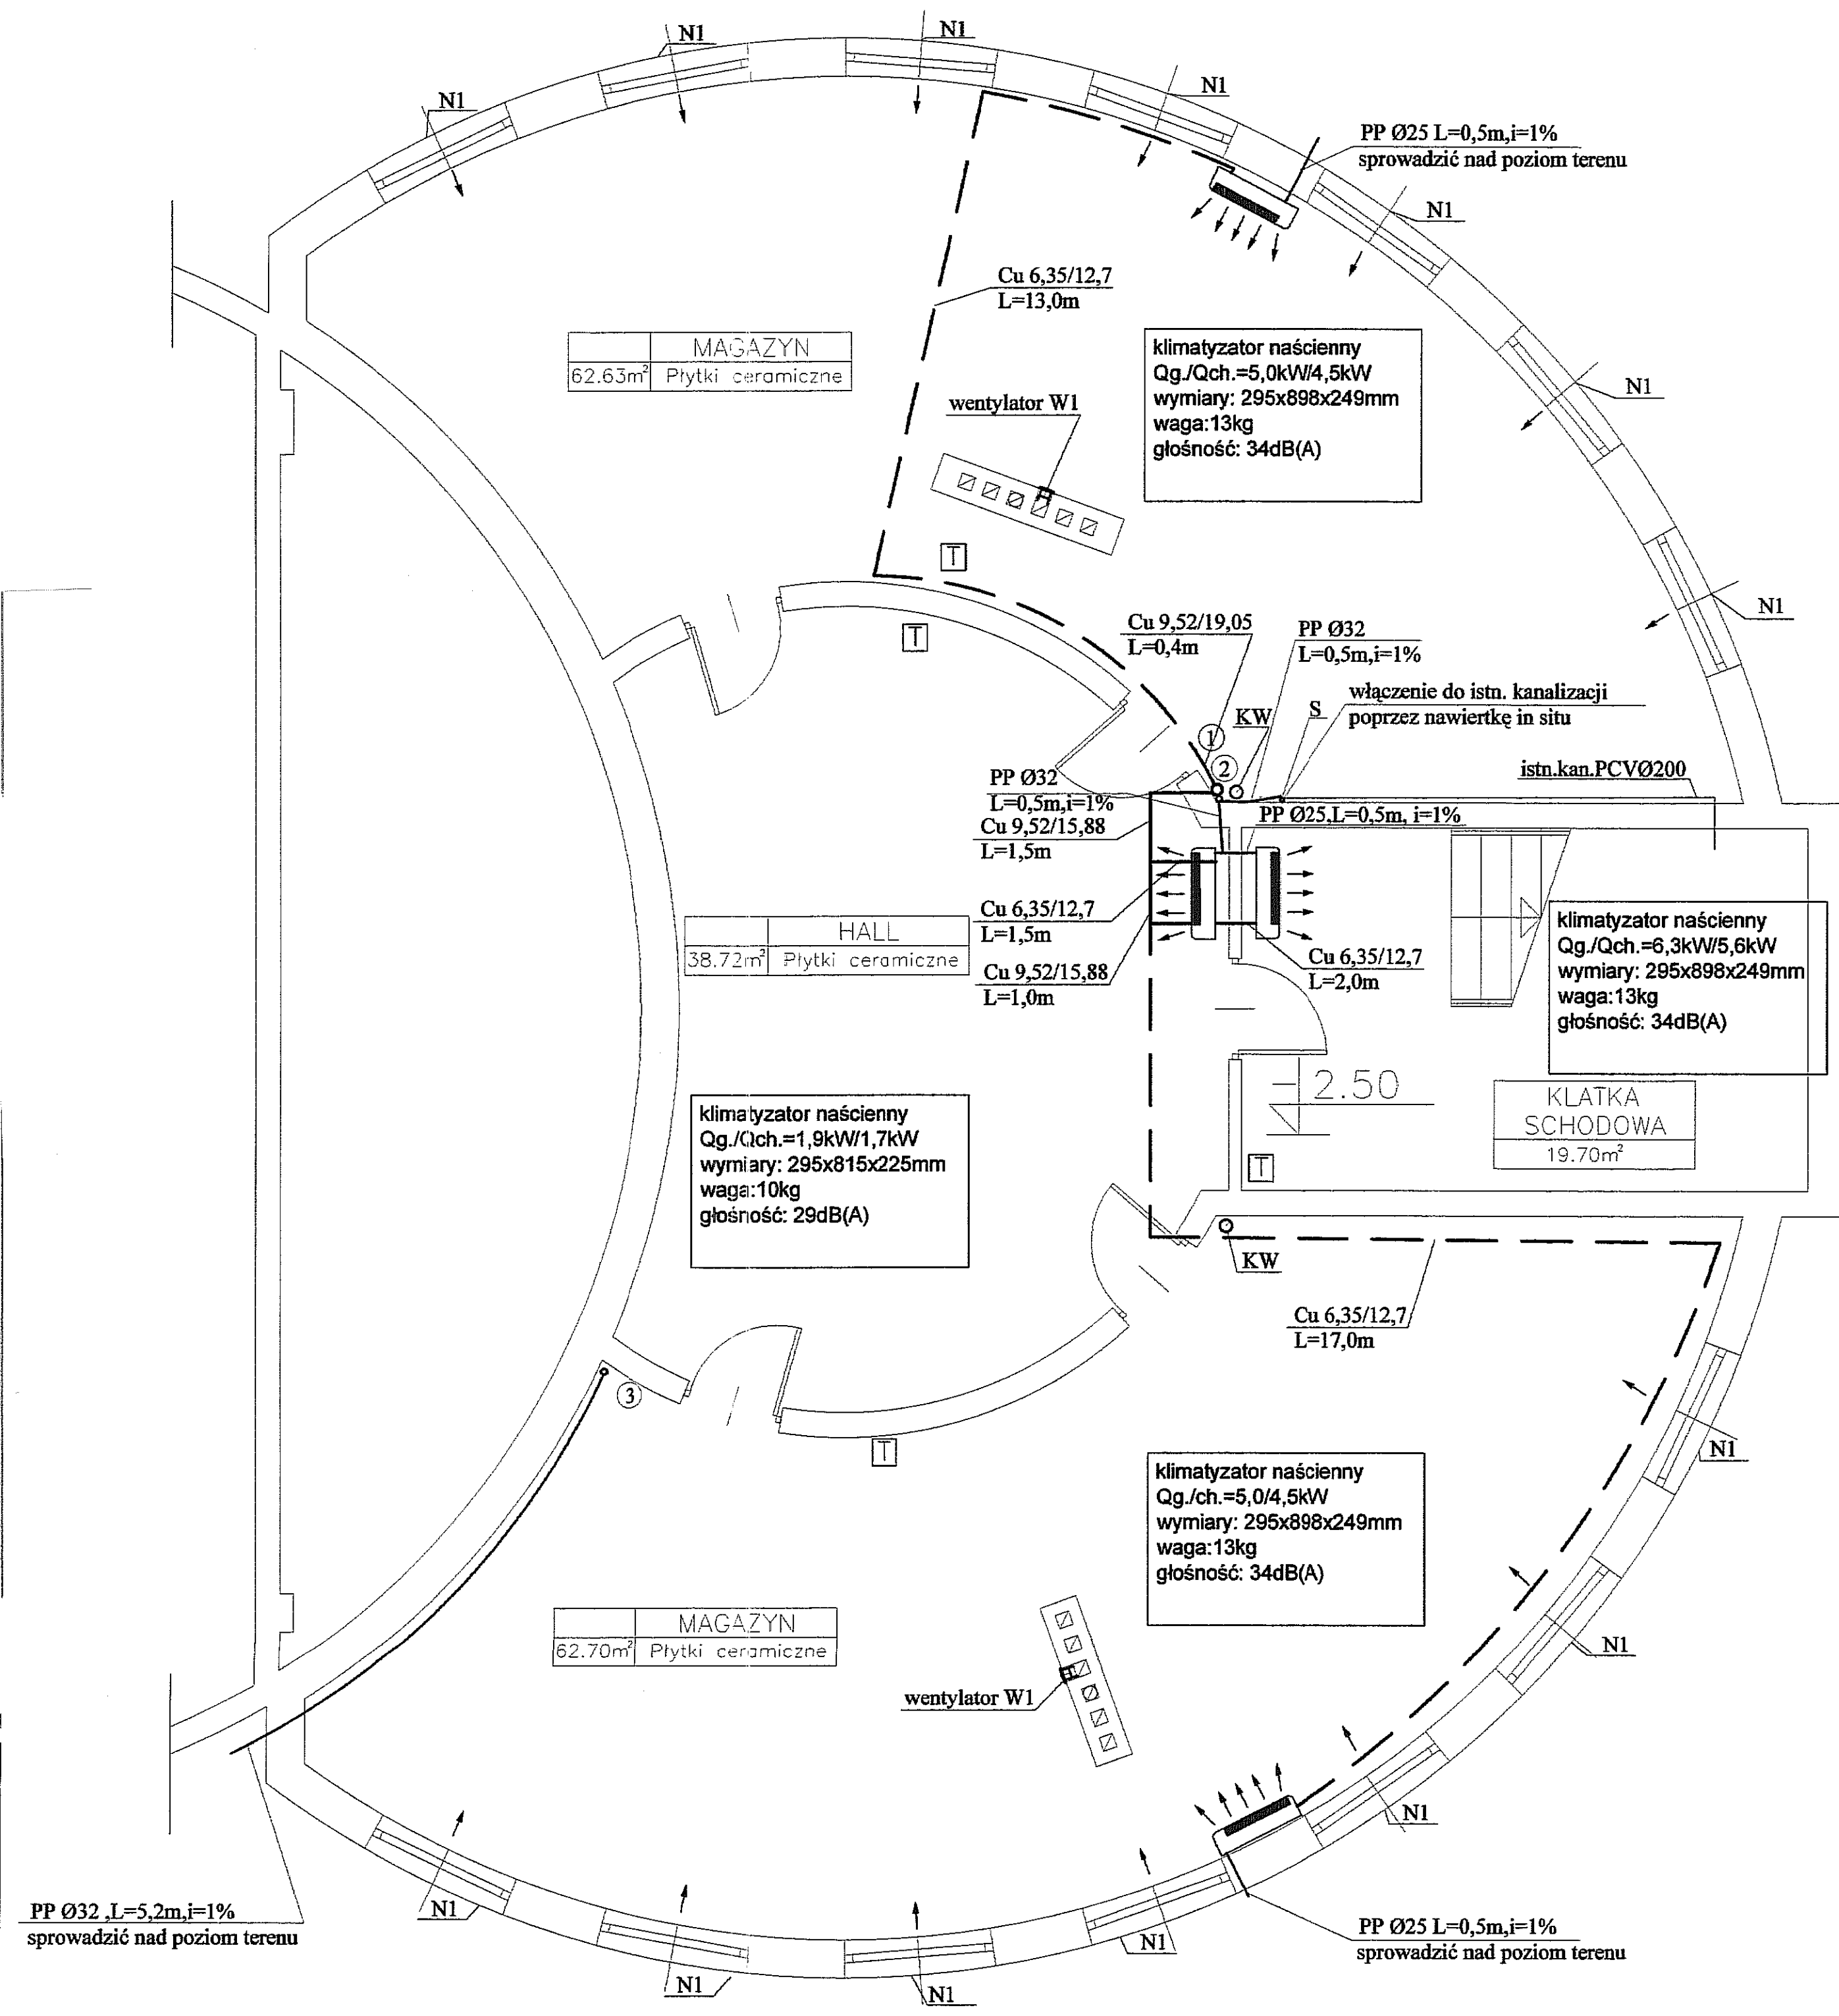 N1
N1
N1
N1
PP Ø25 L=0,5m,i=1%
sprowadzić nad poziom terenu
N1
Cu 6,35/12,7
L=13,0m
MAGAZYN
62.63m² Płytki ceramiczne
klimatyzator naścienny
Qg./Qch.=5,0kW/4,5kW
wymiary: 295x898x249mm
waga:13kg
głośność: 34dB(A)
N1
wentylator W1
T
N1
T
Cu 9,52/19,05
L=0,4m
PP Ø32
L=0,5m,i=1%
włączenie do istn. kanalizacji
poprzez nawiertkę in situ
S
KW
1
2
istn.kan.PCVØ200
PP Ø32
L=0,5m,i=1%
PP Ø25,L=0,5m, i=1%
Cu 9,52/15,88
L=1,5m
Cu 6,35/12,7
L=1,5m
HALL
38.72m² Płytki ceramiczne
Cu 9,52/15,88
L=1,0m
Cu 6,35/12,7
L=2,0m
klimatyzator naścienny
Qg./Qch.=6,3kW/5,6kW
wymiary: 295x898x249mm
waga:13kg
głośność: 34dB(A)
-2.50
KLATKA
SCHODOWA
19.70m²
klimatyzator naścienny
Qg./Qch.=1,9kW/1,7kW
wymiary: 295x815x225mm
waga:10kg
głośność: 29dB(A)
T
KW
Cu 6,35/12,7
L=17,0m
3
T
N1
klimatyzator naścienny
Qg./ch.=5,0/4,5kW
wymiary: 295x898x249mm
waga:13kg
głośność: 34dB(A)
MAGAZYN
62.70m² Płytki ceramiczne
N1
wentylator W1
N1
PP Ø32 ,L=5,2m,i=1%
sprowadzić nad poziom terenu
N1
PP Ø25 L=0,5m,i=1%
sprowadzić nad poziom terenu
N1
N1
N1